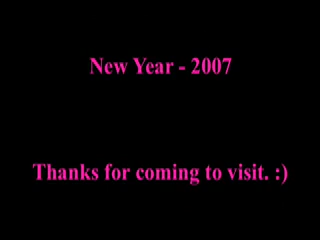 New Year - 2007
Thanks for coming to visit. :)